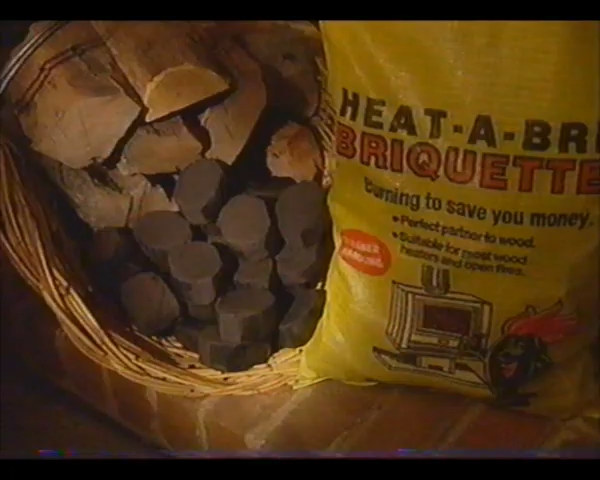 HEAT-A-BRI
BRIQUETTE
burning to save you money.
•Perfect partner to wood.
•Suitable for most wood
heaters and open fires.